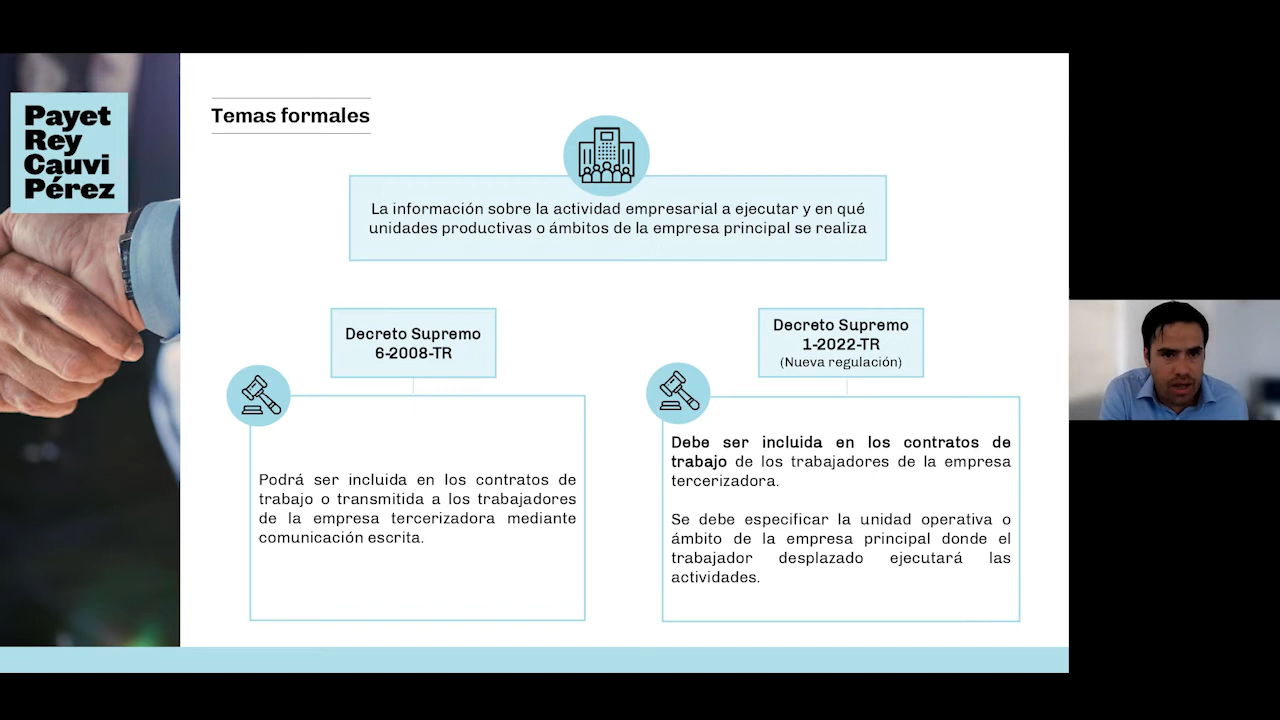 Payet
Rey
Cauvi
Pérez
Temas formales
La información sobre la actividad empresarial a ejecutar y en qué
unidades productivas o ámbitos de la empresa principal se realiza
Decreto Supremo
6-2008-TR
Podrá ser incluida en los contratos de
trabajo o transmitida a los trabajadores
de la empresa tercerizadora mediante
comunicación escrita.
Decreto Supremo
1-2022-TR
(Nueva regulación)
Debe ser incluida en los contratos de
trabajo de los trabajadores de la empresa
tercerizadora.
Se debe especificar la unidad operativa o
ámbito de la empresa principal donde el
trabajador desplazado ejecutará las
actividades.